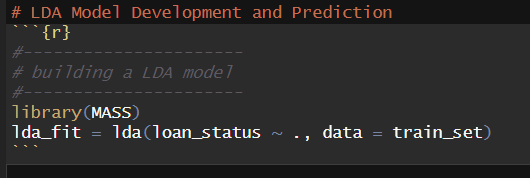 # LDA Model Development and Prediction
```{r}
#----------------------
# building a LDA model
#----------------------
library(MASS)
lda_fit = lda(loan_status ~ ., data = train_set)
```